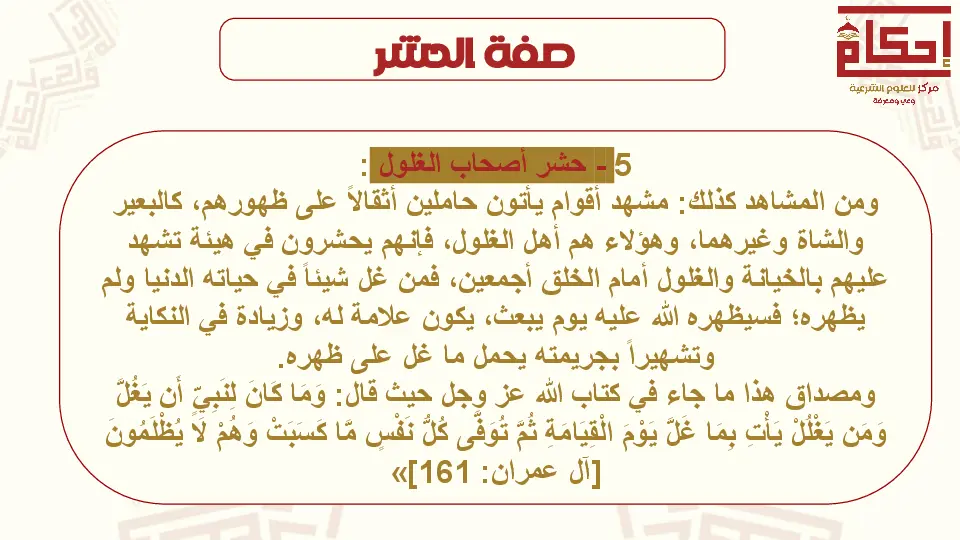 إحكام
مركز للعلوم الشرعية
وعي ومعرفة
صفة المحشر
5 - حشر أصحاب الغلول :
ومن المشاهد كذلك: مشهد أقوام يأتون حاملين أثقالاً على ظهورهم، كالبعير
والشاة وغيرهما، وهؤلاء هم أهل الغلول، فإنهم يحشرون في هيئة تشهد
عليهم بالخيانة والغلول أمام الخلق أجمعين، فمن غل شيئاً في حياته الدنيا ولم
يظهره؛ فسيظهره الله عليه يوم يبعث، يكون علامة له، وزيادة في النكاية
وتشهيراً بجريمته يحمل ما غل على ظهره.
ومصداق هذا ما جاء في كتاب الله عز وجل حيث قال: وَمَا كَانَ لِنَبِيٍّ أَن يَغُلَّ
وَمَن يَغْلُلْ يَأْتِ بِمَا غَلَّ يَوْمَ الْقِيَامَةِ ثُمَّ تُوَفَّى كُلُّ نَفْسٍ مَّا كَسَبَتْ وَهُمْ لَا يُظْلَمُونَ
[آل عمران: 161]»